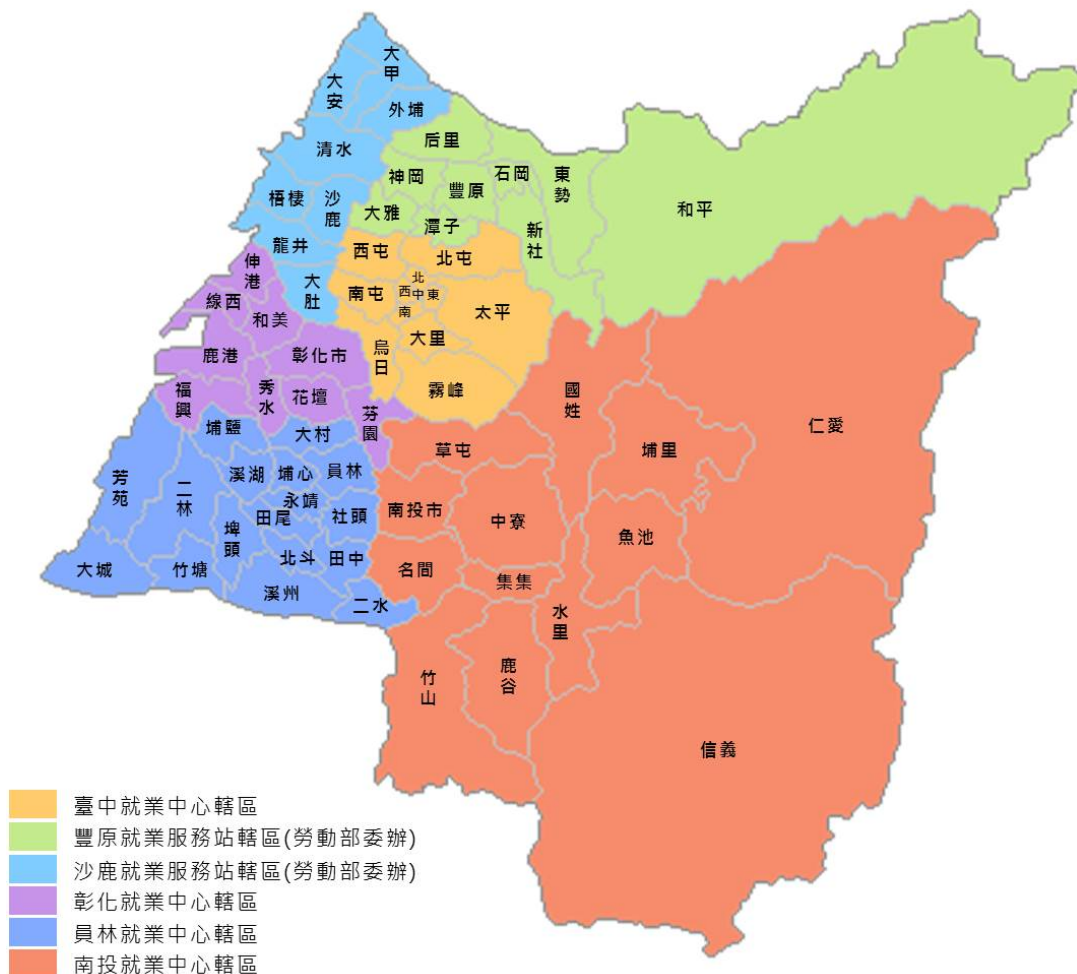 大甲
大安
外埔
清水
后里
神岡
豐原
石岡
東勢
和平
梧棲
沙鹿
大雅
潭子
新社
龍井
西屯
北屯
伸港
大肚
南屯
北
西中東
南
太平
線西
和美
烏日
大里
鹿港
彰化市
霧峰
國姓
仁愛
福興
秀水
花壇
芬園
埔鹽
大村
草屯
埔里
芳苑
二林
溪湖
埔心
員林
永靖
南投市
中寮
田尾
社頭
魚池
埤頭
北斗
田中
大城
竹塘
名間
集集
溪州
二水
水里
竹山
鹿谷
信義
臺中就業中心轄區
豐原就業服務站轄區(勞動部委辦)
沙鹿就業服務站轄區(勞動部委辦)
彰化就業中心轄區
員林就業中心轄區
南投就業中心轄區